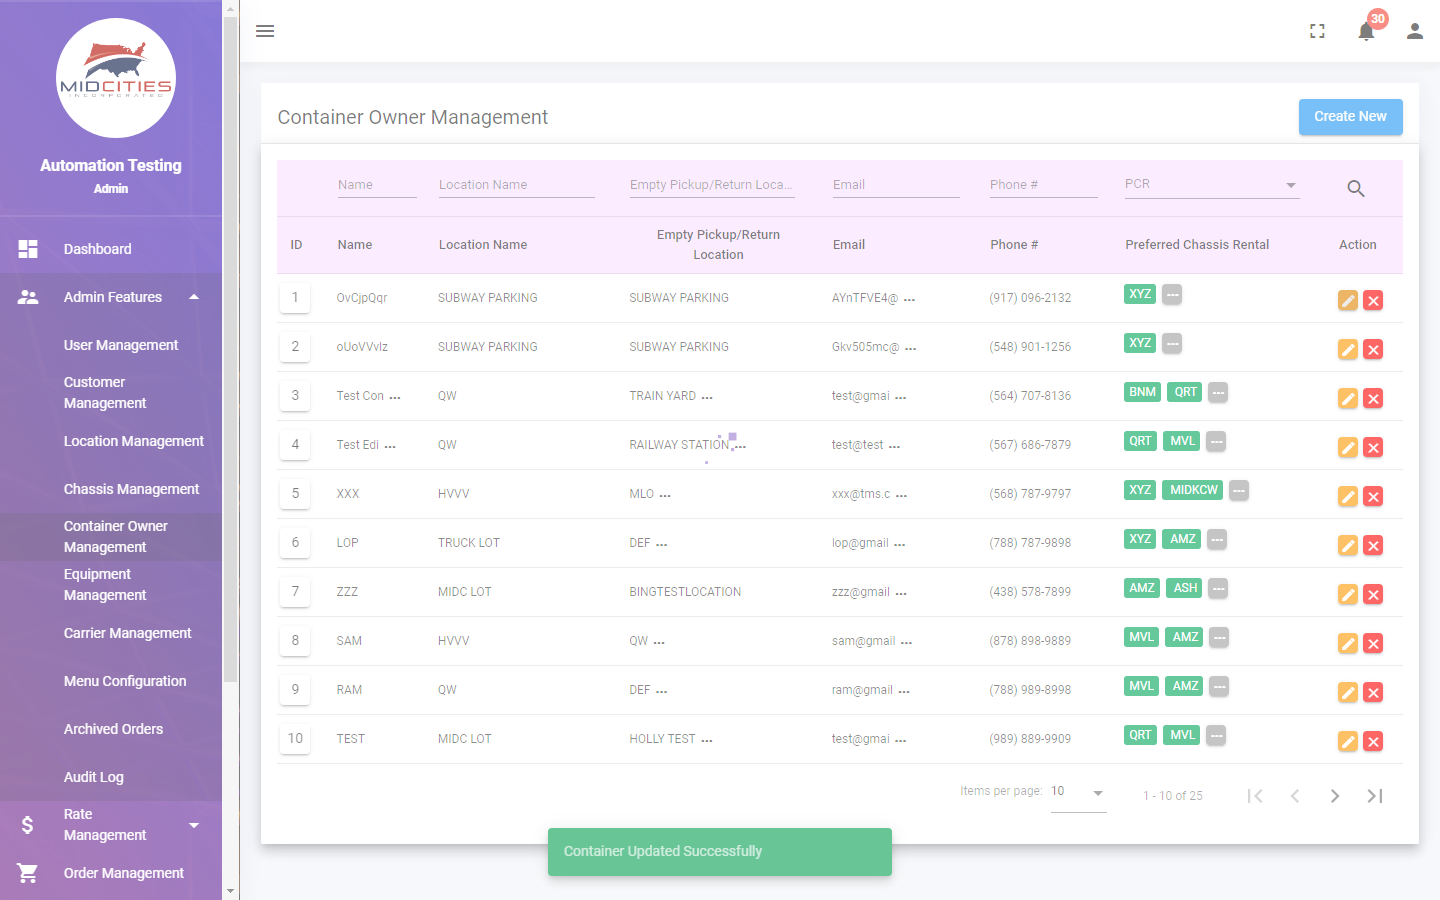 MIDCITIES
INCORPORATED
Automation Testing
Admin
Dashboard
Admin Features
User Management
Customer
Management
Location Management
Chassis Management
Container Owner
Management
Equipment
Management
Carrier Management
Menu Configuration
Archived Orders
Audit Log
Rate
Management
Order Management
30
Container Owner Management
Create New
Name Location Name Empty Pickup/Return Loca... Email Phone # PCR
ID Name Location Name Empty Pickup/Return Location Email Phone # Preferred Chassis Rental Action
1 OvCjpQqr SUBWAY PARKING SUBWAY PARKING AYnTFVE4@ ... (917) 096-2132 XYZ ---
2 oUoVVvlz SUBWAY PARKING SUBWAY PARKING Gkv505mc@ ... (548) 901-1256 XYZ ---
3 Test Con ... QW TRAIN YARD ... test@gmai ... (564) 707-8136 BNM QRT ---
4 Test Edi ... QW RAILWAY STATION ... test@test ... (567) 686-7879 QRT MVL ---
5 XXX HVVV MLO ... xxx@tms.c ... (568) 787-9797 XYZ MIDKCW ---
6 LOP TRUCK LOT DEF ... lop@gmail ... (788) 787-9898 XYZ AMZ ---
7 ZZZ MIDC LOT BINGTESTLOCATION zzz@gmail ... (438) 578-7899 AMZ ASH ---
8 SAM HVVV QW ... sam@gmail ... (878) 898-9889 MVL AMZ ---
9 RAM QW DEF ... ram@gmail ... (788) 989-8998 MVL AMZ ---
10 TEST MIDC LOT HOLLY TEST ... test@gmai ... (989) 889-9909 QRT MVL ---
Items per page: 10 1 - 10 of 25
Container Updated Successfully